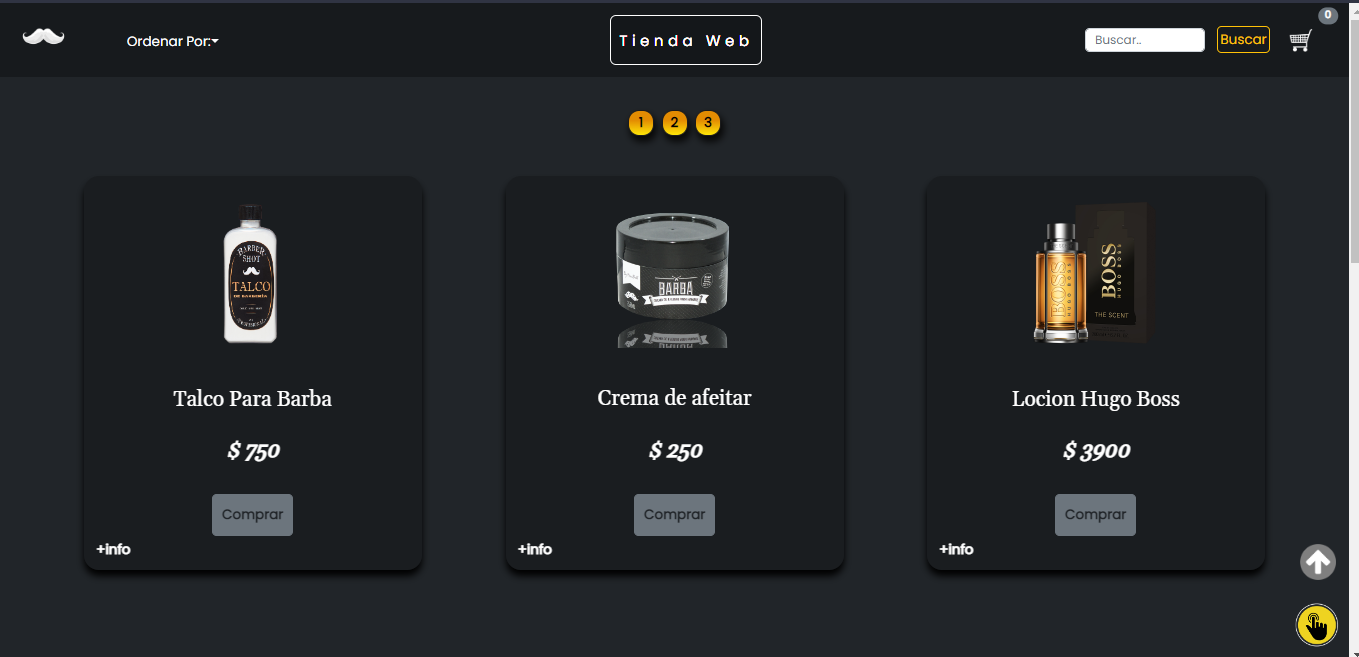 0
Ordenar Por:
Tienda Web
Buscar..
Buscar
1 2 3
BARBER
SHOT
TALCO
DE BARBERÍA
BARBA
BOSS
HUGO BOSS
BOSS
HUGO BOSS
THE SCENT
Talco Para Barba
Crema de afeitar
Locion Hugo Boss
$ 750
$ 250
$ 3900
Comprar
Comprar
Comprar
+info
+info
+info